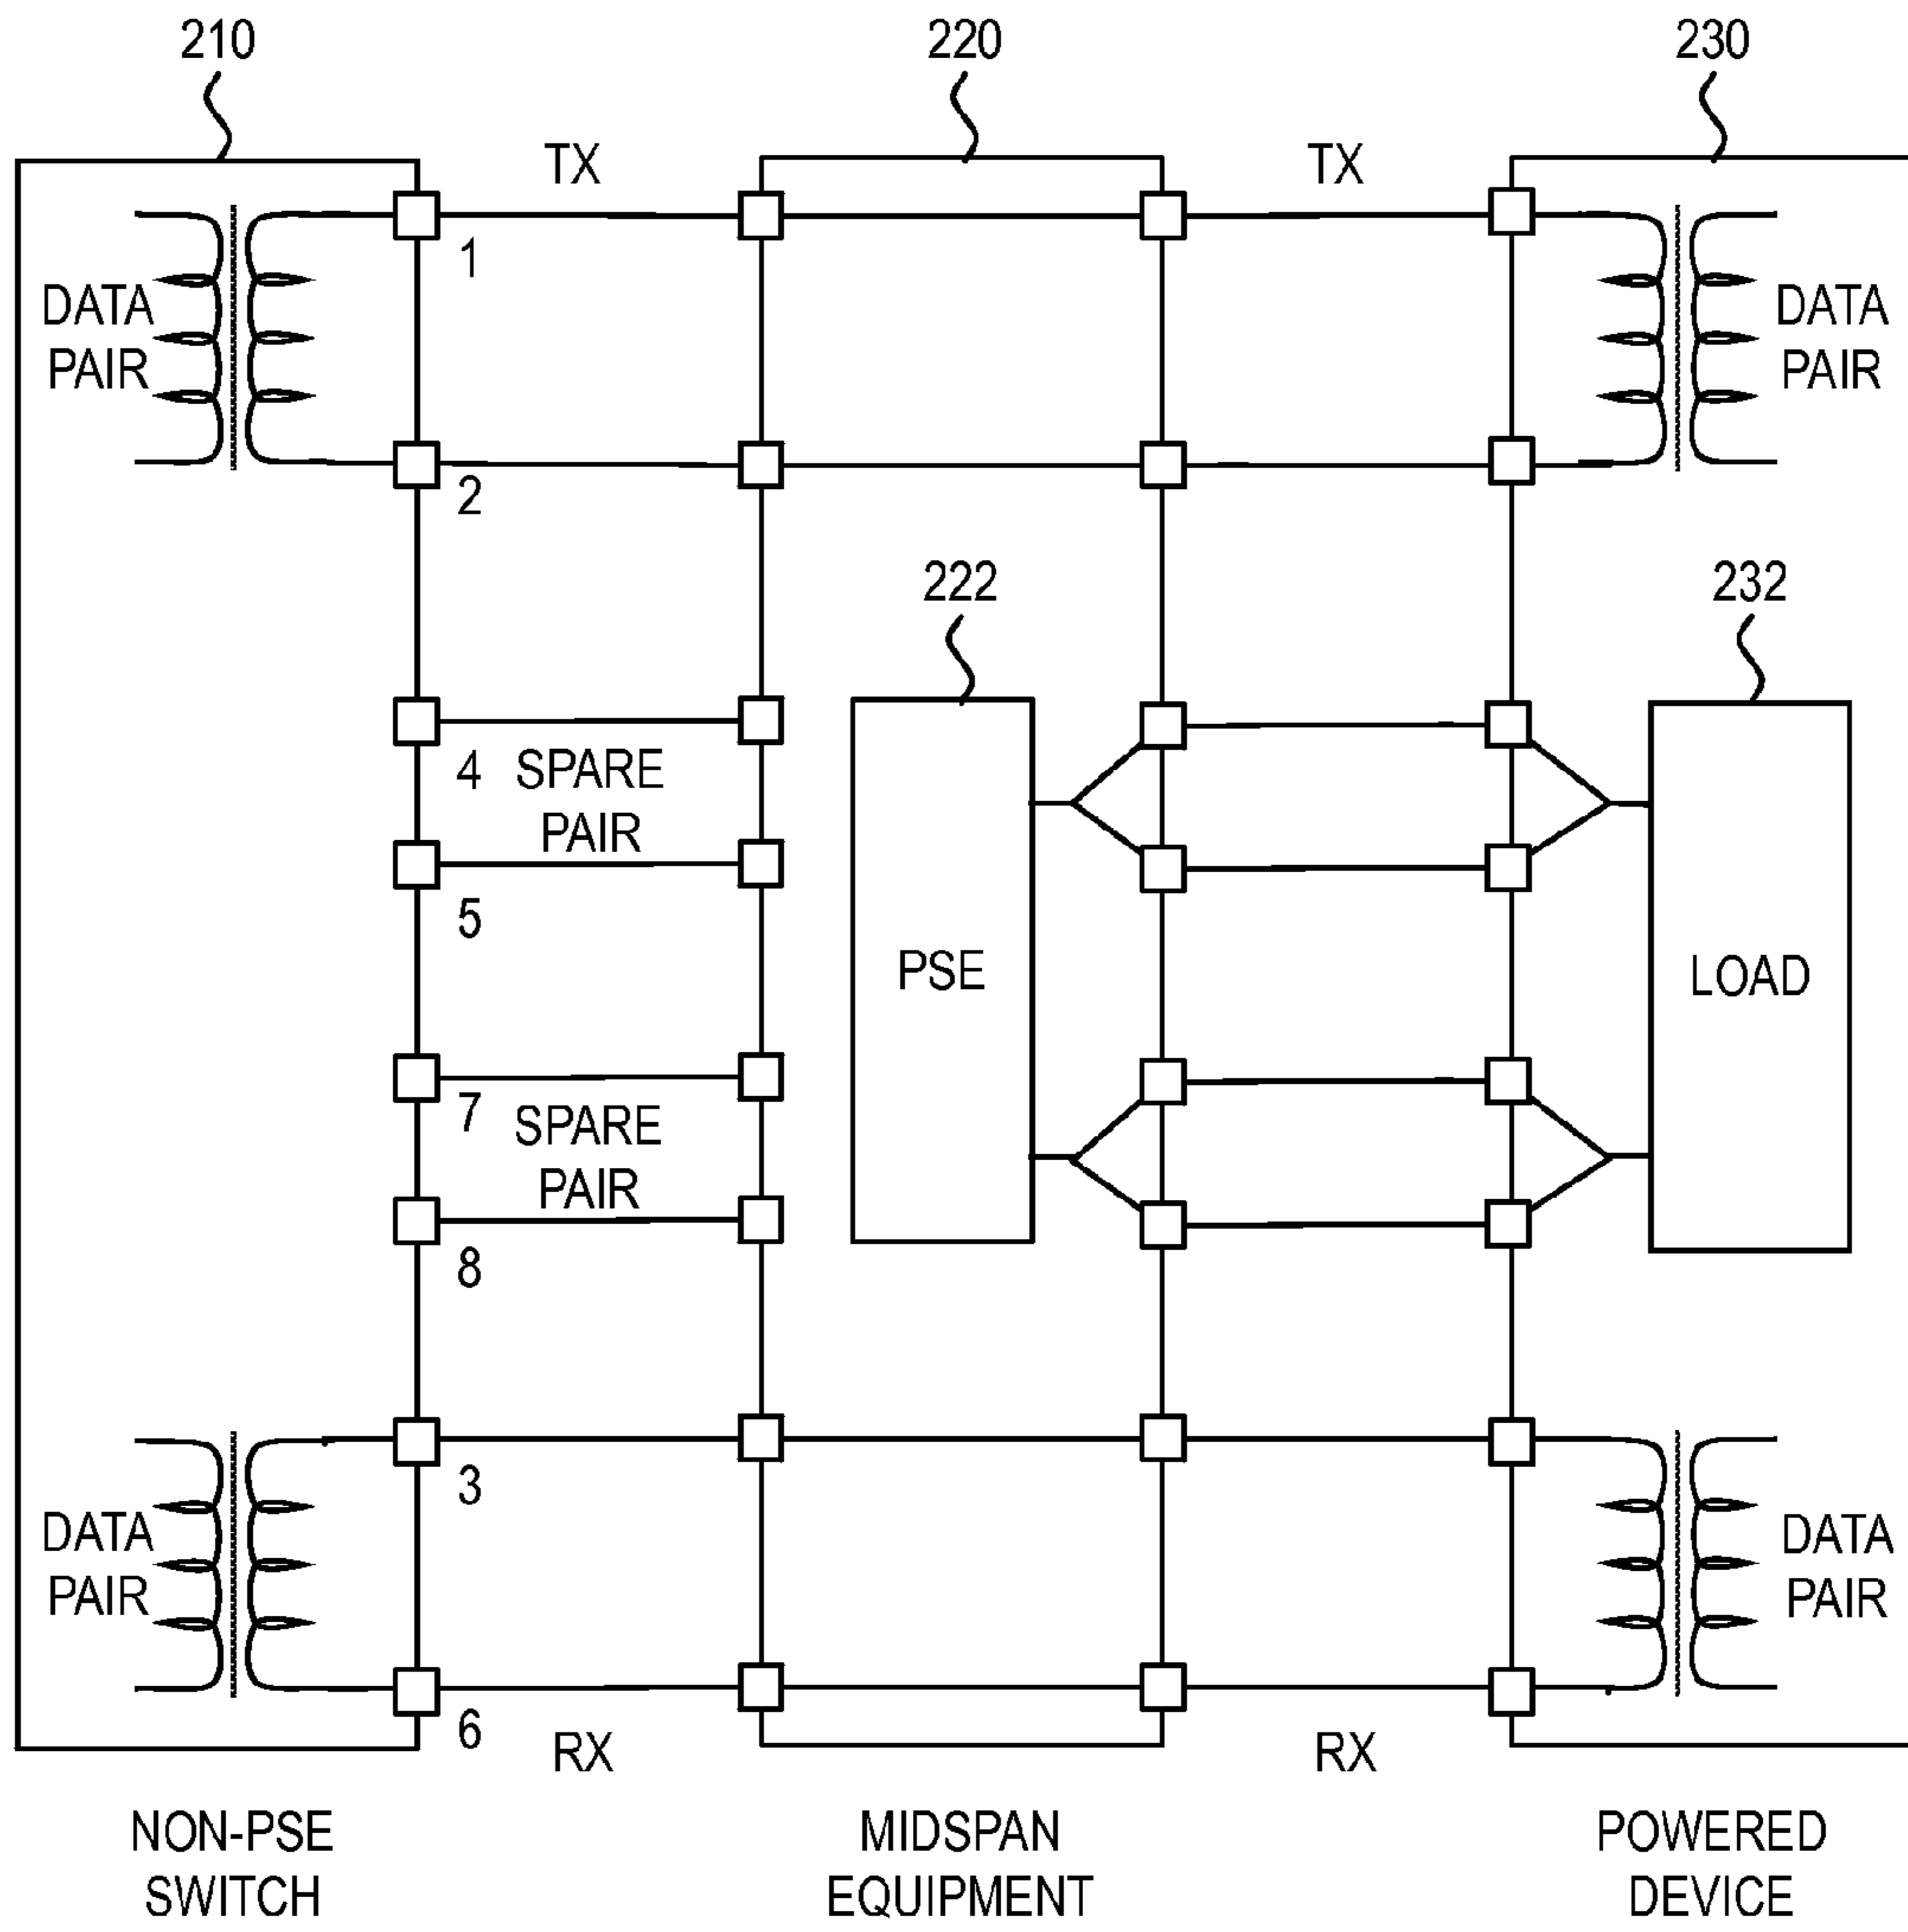 210
220
230
TX
TX
1
DATA
PAIR
DATA
PAIR
2
222
232
4
SPARE
PAIR
5
PSE
LOAD
7
SPARE
PAIR
8
3
DATA
PAIR
DATA
PAIR
6
RX
RX
NON-PSE
SWITCH
MIDSPAN
EQUIPMENT
POWERED
DEVICE